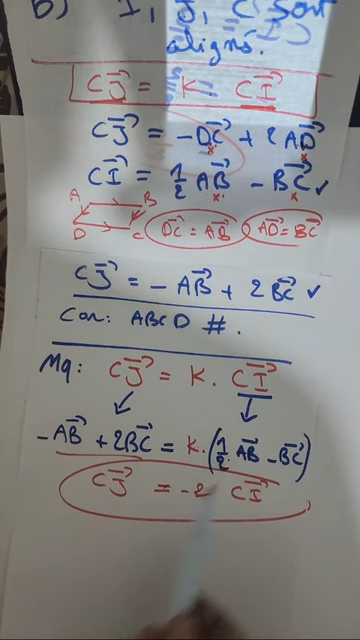 b) I, J, C sont
alignés.
CJ⃗ = K CI⃗
CJ⃗ = -DC⃗ + 2AD⃗
CI⃗ = 1/2 AB⃗ - BC⃗ ✓
A B
D C
DC⃗ = AB⃗ AD⃗ = BC⃗
CJ⃗ = -AB⃗ + 2BC⃗ ✓
Car: ABCD #.
Mq: CJ⃗ = K. CI⃗
-AB⃗ + 2BC⃗ = K.(1/2 AB⃗ - BC⃗)
CJ⃗ = -2 CI⃗